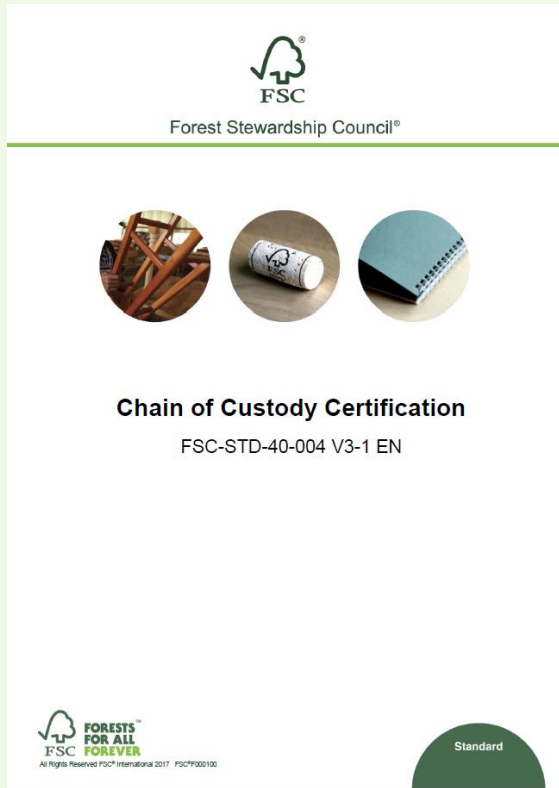 ®
FSC
Forest Stewardship Council®
FSC
Chain of Custody Certification
FSC-STD-40-004 V3-1 EN
FORESTS™
FOR ALL
FOREVER
FSC
All Rights Reserved FSC® International 2017 FSC®F000100
Standard